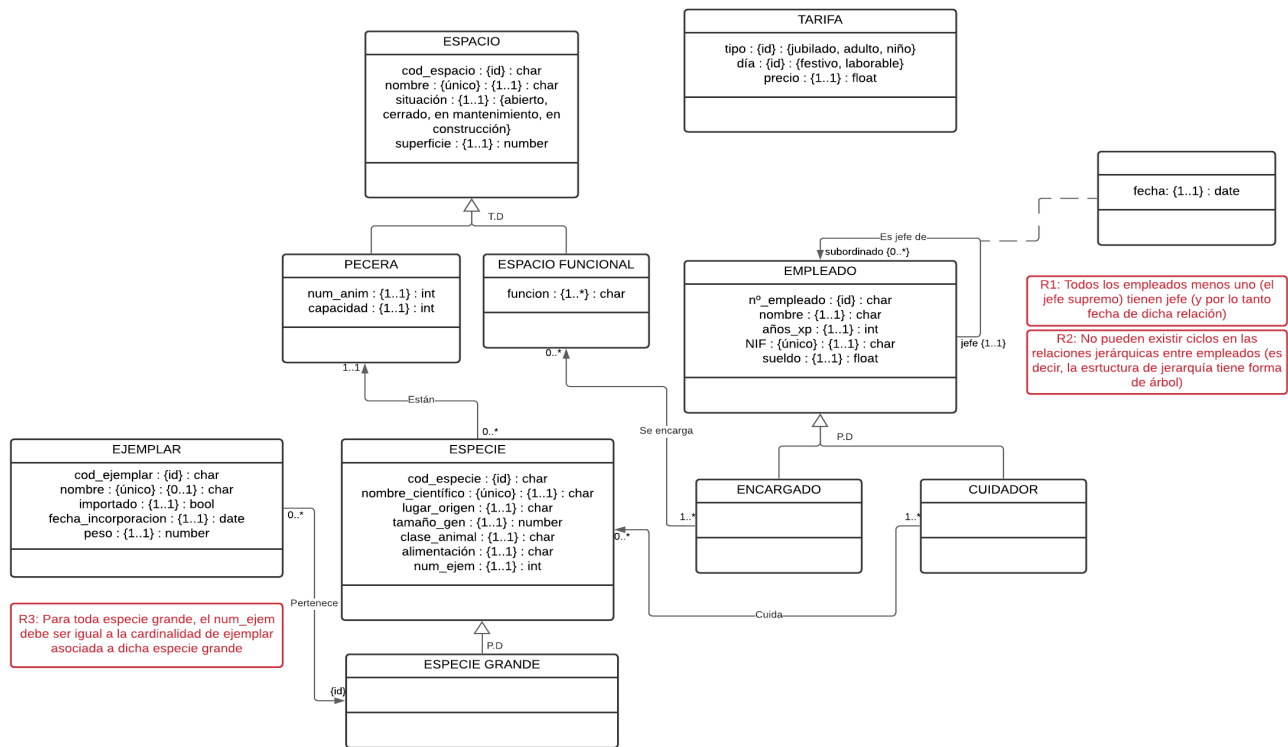 ESPACIO
cod_espacio : {id} : char
nombre : {único} : {1..1} : char
situación : {1..1} : {abierto,
cerrado, en mantenimiento, en
construcción}
superficie : {1..1} : number
TARIFA
tipo : {id} : {jubilado, adulto, niño}
día : {id} : {festivo, laborable}
precio : {1..1} : float
fecha: {1..1} : date
T.D
Es jefe de
subordinado {0..*}
PECERA
num_anim : {1..1} : int
capacidad : {1..1} : int
ESPACIO FUNCIONAL
funcion : {1..*} : char
EMPLEADO
nº_empleado : {id} : char
nombre : {1..1} : char
años_xp : {1..1} : int
NIF : {único} : {1..1} : char
sueldo : {1..1} : float
jefe {1..1}
R1: Todos los empleados menos uno (el
jefe supremo) tienen jefe (y por lo tanto
fecha de dicha relación)
R2: No pueden existir ciclos en las
relaciones jerárquicas entre empleados (es
decir, la esrtuctura de jerarquía tiene forma
de árbol)
0..*
1..1
Están
0..*
Se encarga
P.D
EJEMPLAR
cod_ejemplar : {id} : char
nombre : {único} : {0..1} : char
importado : {1..1} : bool
fecha_incorporacion : {1..1} : date
peso : {1..1} : number
0..*
ESPECIE
cod_especie : {id} : char
nombre_científico : {único} : {1..1} : char
lugar_origen : {1..1} : char
tamaño_gen : {1..1} : number
clase_animal : {1..1} : char
alimentación : {1..1} : char
num_ejem : {1..1} : int
0..*
ENCARGADO
1..*
CUIDADOR
1..*
Pertenece
Cuida
R3: Para toda especie grande, el num_ejem
debe ser igual a la cardinalidad de ejemplar
asociada a dicha especie grande
P.D
ESPECIE GRANDE
{id}